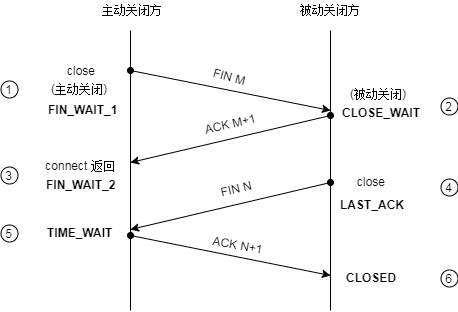 主动关闭方
被动关闭方
① close
(主动关闭)
FIN_WAIT_1
FIN M
(被动关闭)
CLOSE_WAIT ②
ACK M+1
③ connect 返回
FIN_WAIT_2
FIN N
close ④
LAST_ACK
⑤ TIME_WAIT
ACK N+1
CLOSED ⑥